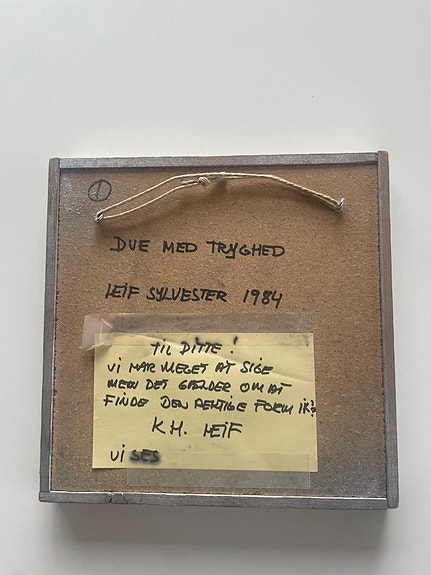 1
DUE MED TRYGHED
LEIF SYLVESTER 1984
TIL DITTE!
VI HAR MEGET AT SIGE
MEN DET GÆLDER OM AT
FINDE DEN RENTIGE FORM IK?
K.H. LEIF
VI SES